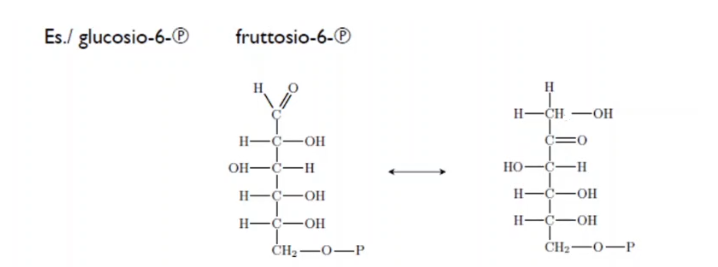 Es./ glucosio-6-Ⓟ fruttosio-6-Ⓟ
H O
C
H—C—OH
OH—C—H
H—C—OH
H—C—OH
CH₂—O—P
H
H—CH—OH
C=O
HO—C—H
H—C—OH
H—C—OH
CH₂—O—P